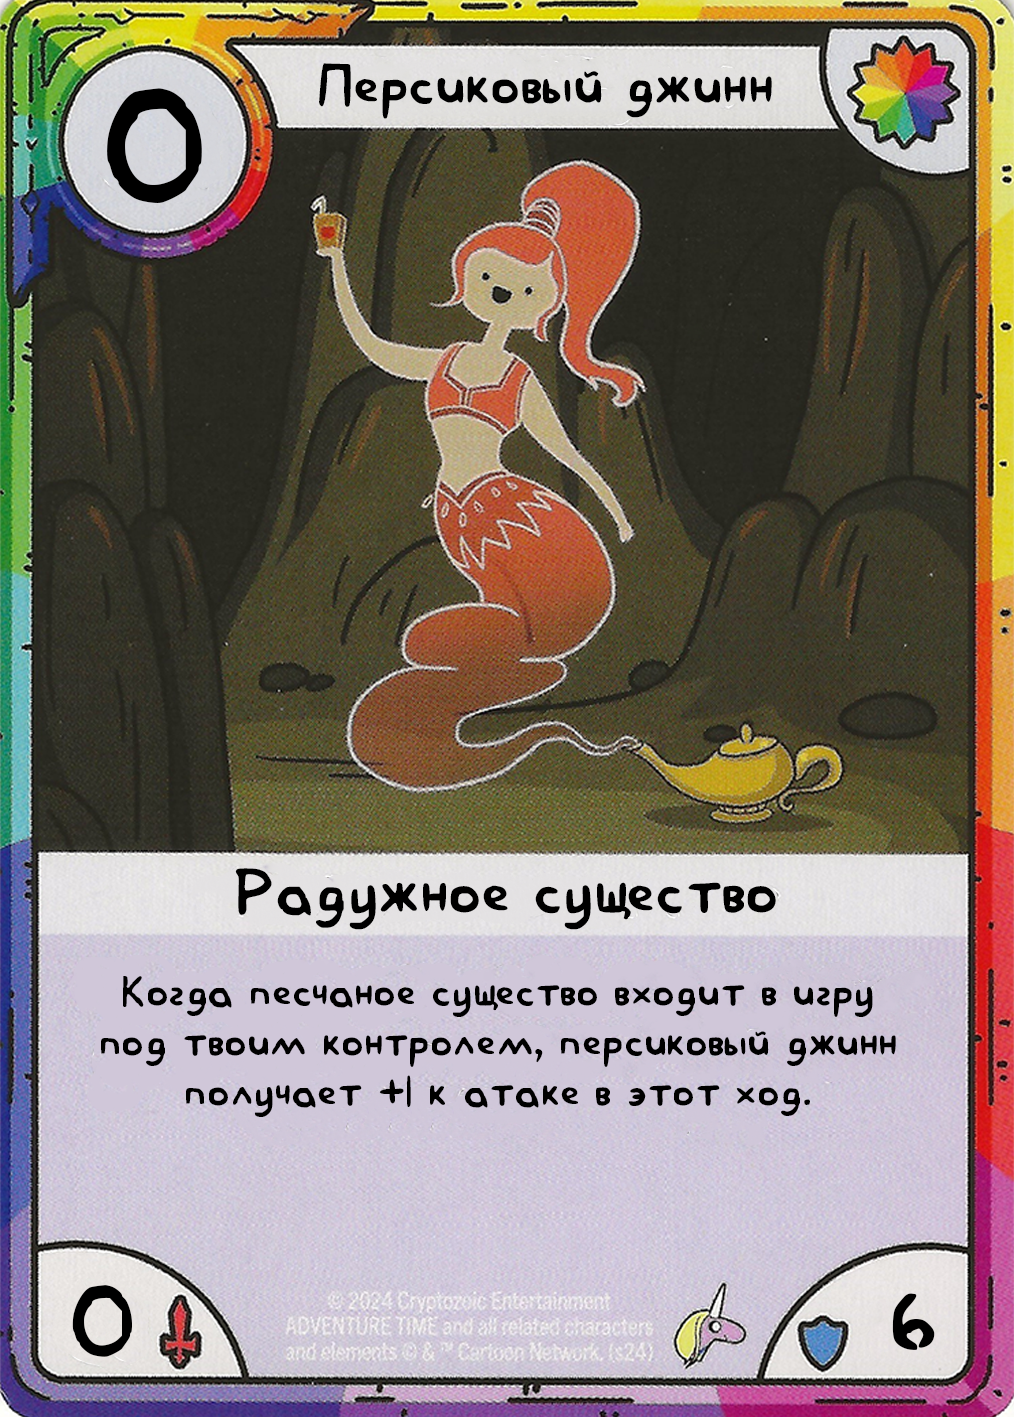 0
Персиковый джинн
Радужное существо
Когда песчаное существо входит в игру
под твоим контролем, персиковый джинн
получает +1 к атаке в этот ход.
0
© 2024 Cryptozoic Entertainment
ADVENTURE TIME and all related characters
and elements © & ™ Cartoon Network. (s24)
6